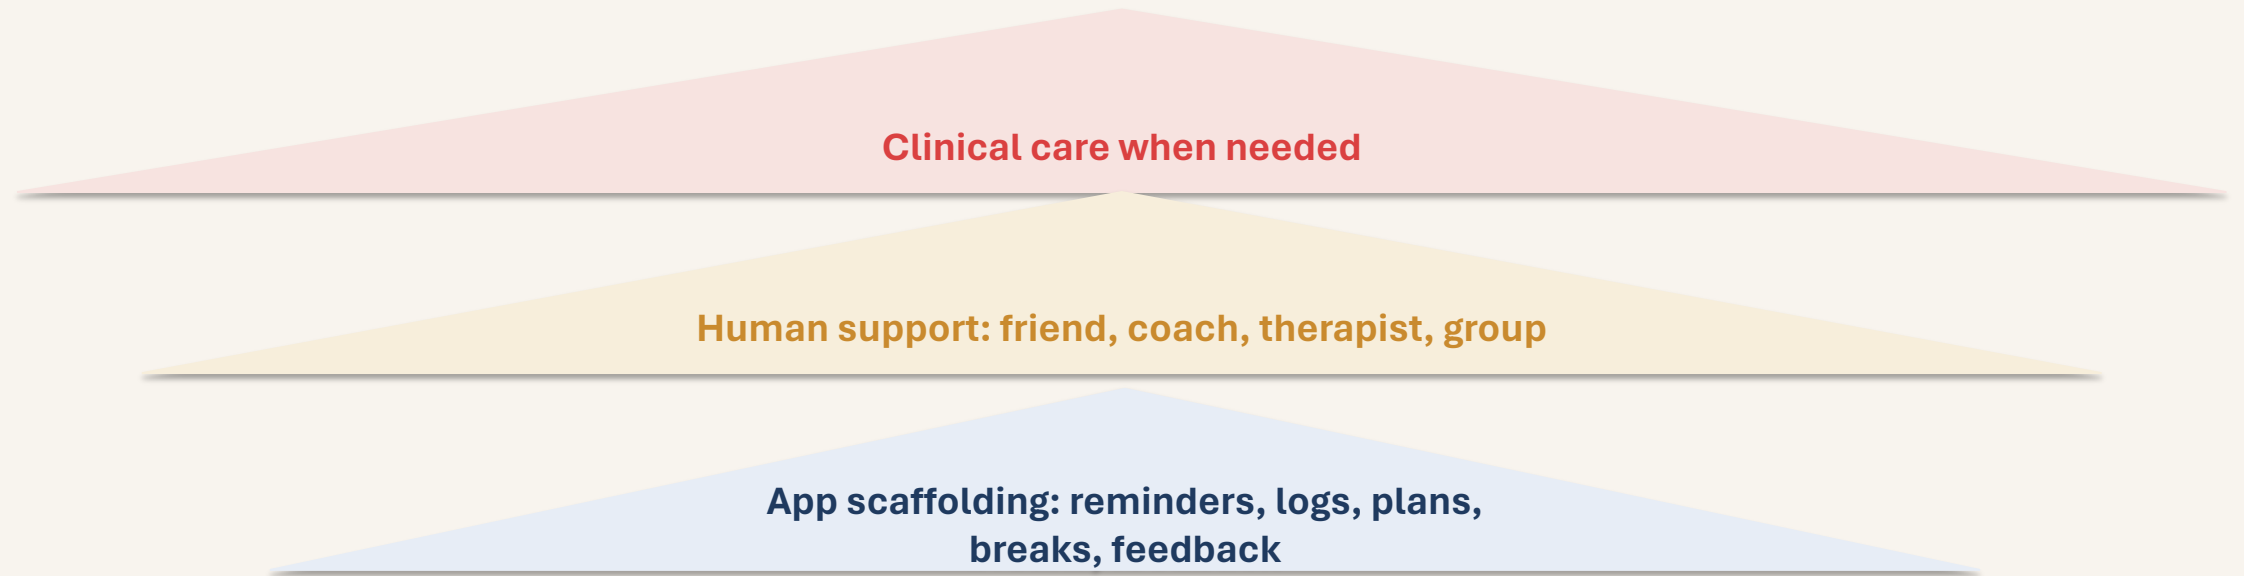 Clinical care when needed
Human support: friend, coach, therapist, group
App scaffolding: reminders, logs, plans,
breaks, feedback